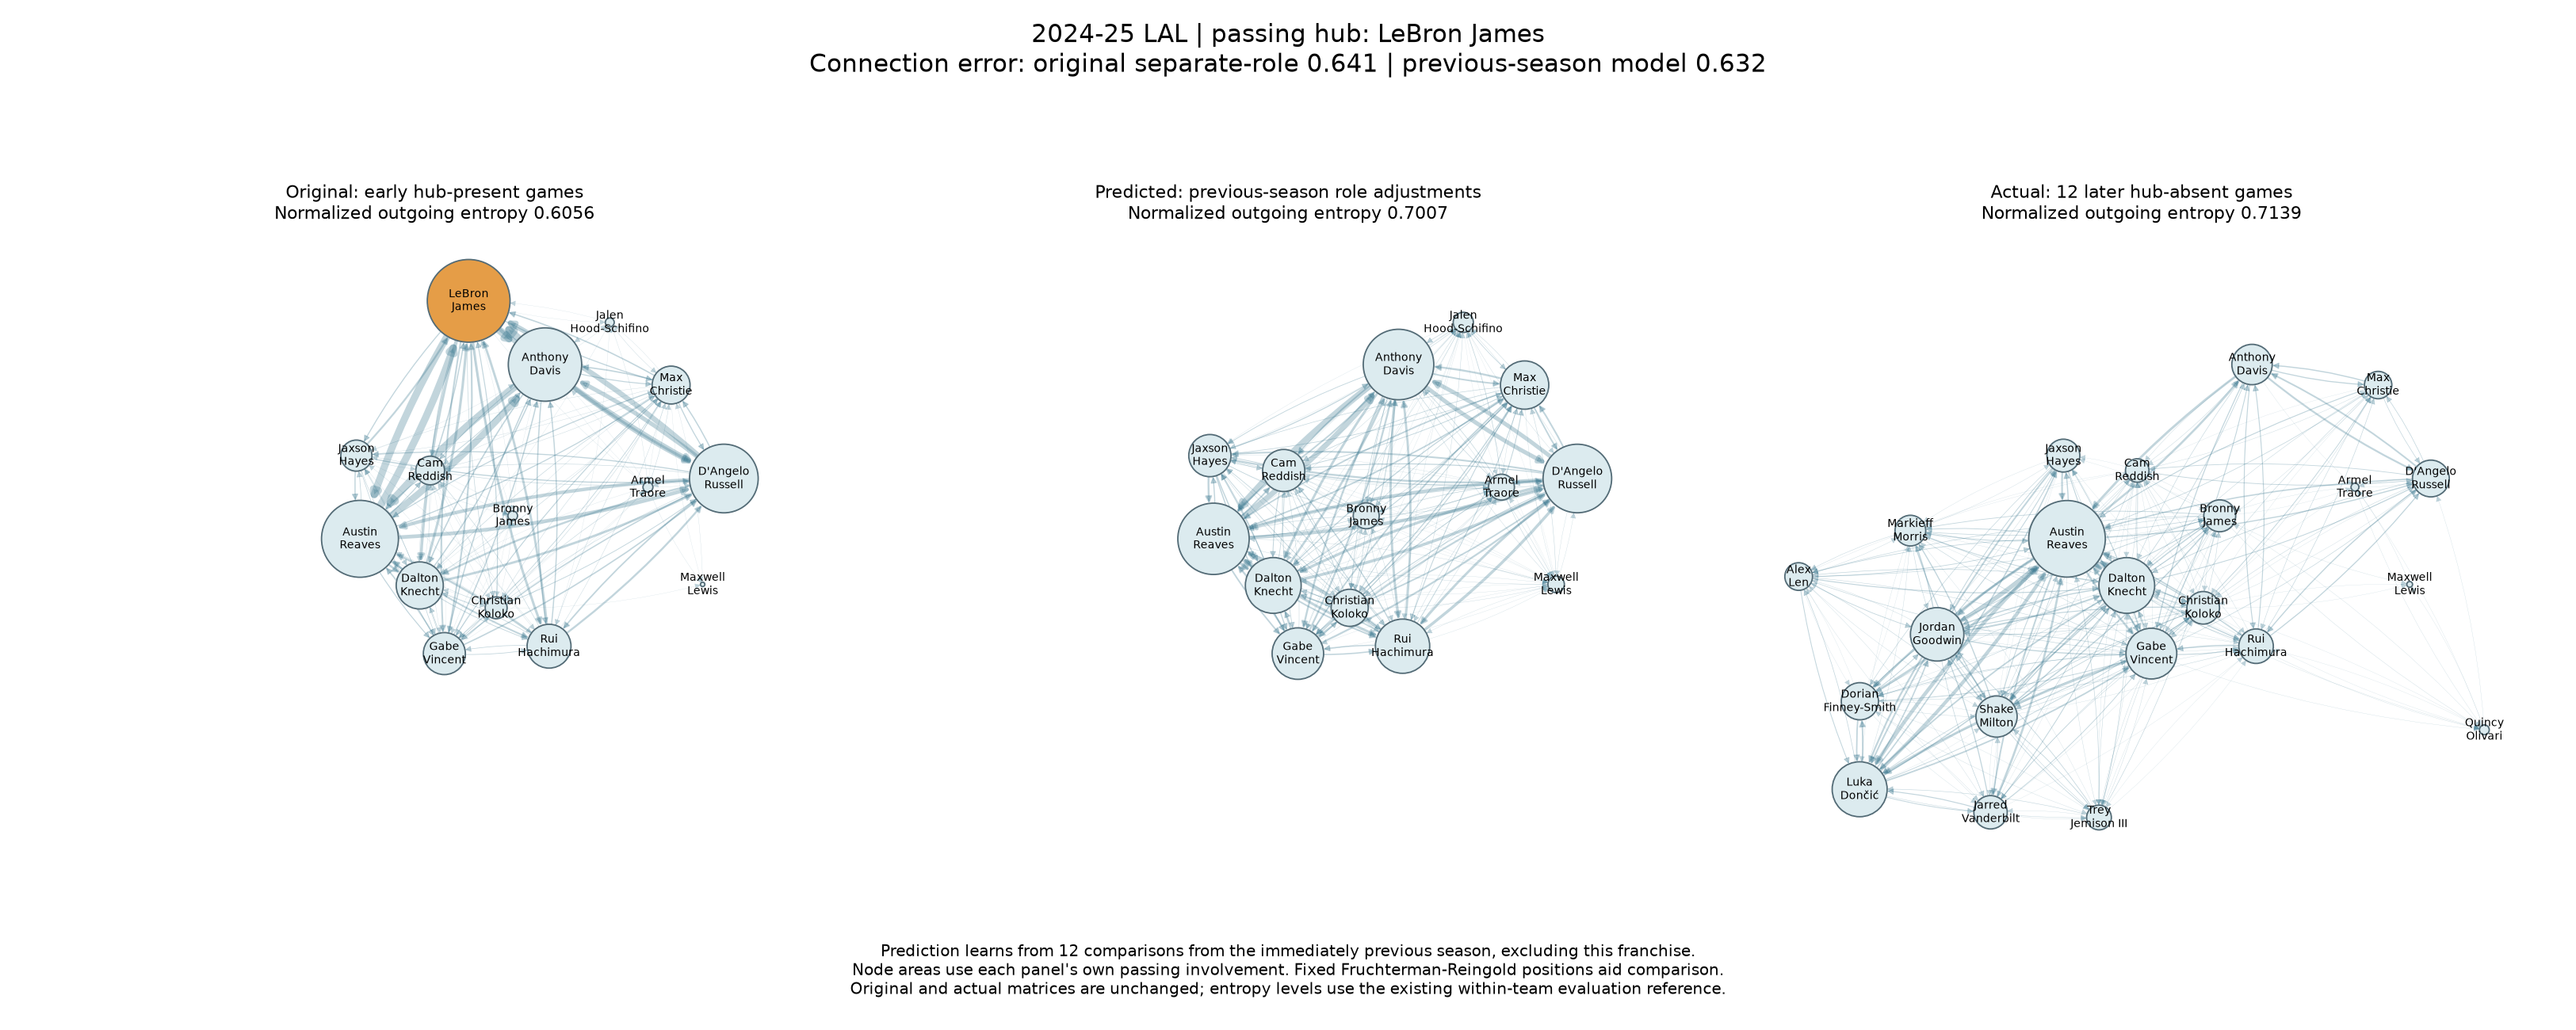 2024-25 LAL | passing hub: LeBron James
Connection error: original separate-role 0.641 | previous-season model 0.632
Original: early hub-present games
Normalized outgoing entropy 0.6056
LeBron
James
Jalen
Hood-Schifino
Anthony
Davis
Max
Christie
Jaxson
Hayes
Cam
Reddish
D'Angelo
Russell
Armel
Traore
Bronny
James
Austin
Reaves
Dalton
Knecht
Maxwell
Lewis
Christian
Koloko
Gabe
Vincent
Rui
Hachimura
Predicted: previous-season role adjustments
Normalized outgoing entropy 0.7007
Jalen
Hood-Schifino
Anthony
Davis
Max
Christie
Jaxson
Hayes
Cam
Reddish
D'Angelo
Russell
Armel
Traore
Bronny
James
Austin
Reaves
Dalton
Knecht
Maxwell
Lewis
Christian
Koloko
Gabe
Vincent
Rui
Hachimura
Actual: 12 later hub-absent games
Normalized outgoing entropy 0.7139
Anthony
Davis
Max
Christie
Jaxson
Hayes
Cam
Reddish
D'Angelo
Russell
Armel
Traore
Bronny
James
Markieff
Morris
Austin
Reaves
Alex
Len
Dalton
Knecht
Maxwell
Lewis
Christian
Koloko
Jordan
Goodwin
Gabe
Vincent
Rui
Hachimura
Dorian
Finney-Smith
Shake
Milton
Quincy
Olivari
Luka
Dončić
Jarred
Vanderbilt
Trey
Jemison III
Prediction learns from 12 comparisons from the immediately previous season, excluding this franchise.
Node areas use each panel's own passing involvement. Fixed Fruchterman-Reingold positions aid comparison.
Original and actual matrices are unchanged; entropy levels use the existing within-team evaluation reference.